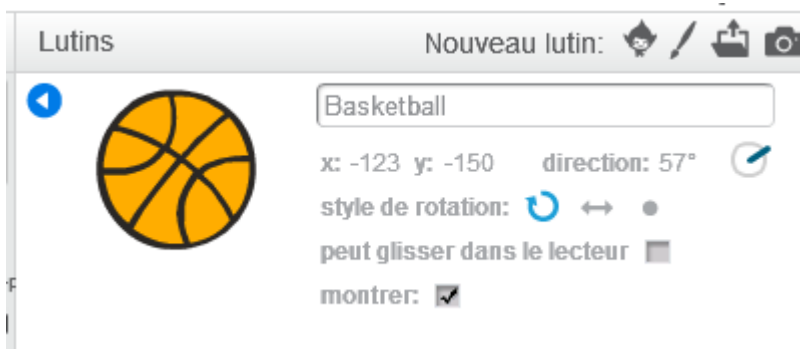 Lutins Nouveau lutin:
Basketball
x: -123 y: -150 direction: 57°
style de rotation:
peut glisser dans le lecteur
montrer: